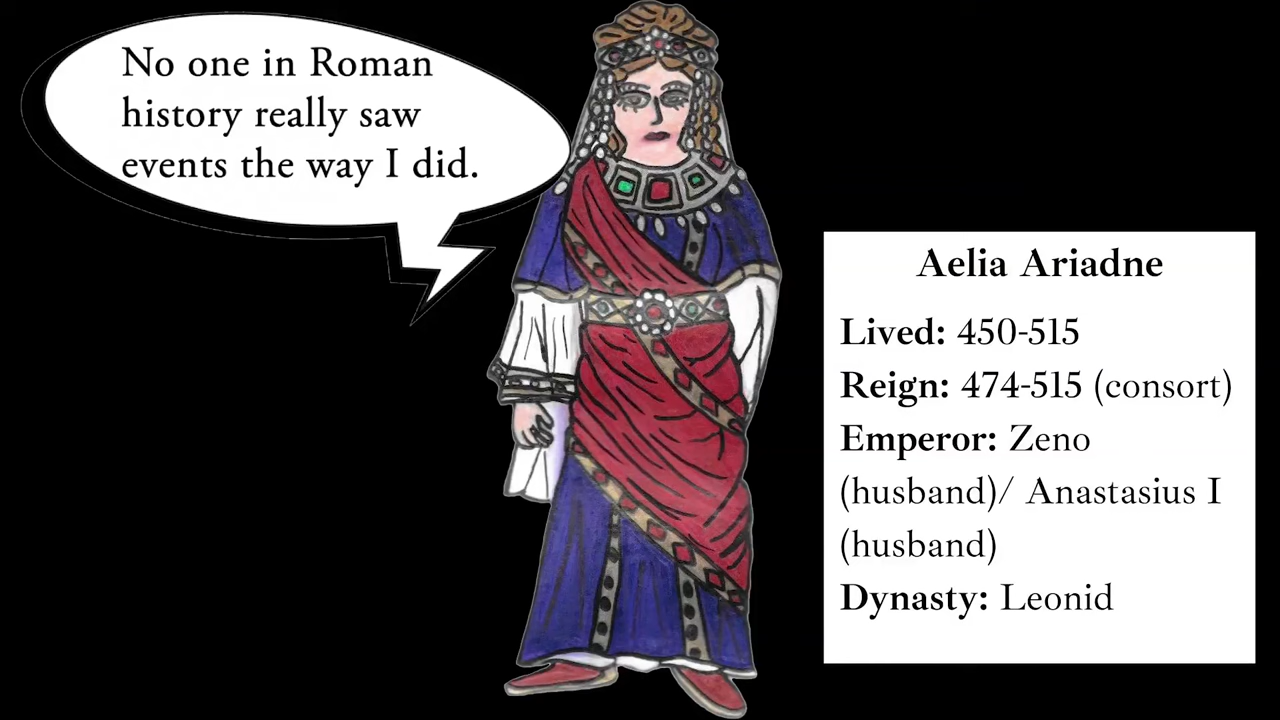 No one in Roman
history really saw
events the way I did.
Aelia Ariadne
Lived: 450-515
Reign: 474-515 (consort)
Emperor: Zeno
(husband)/ Anastasius I
(husband)
Dynasty: Leonid